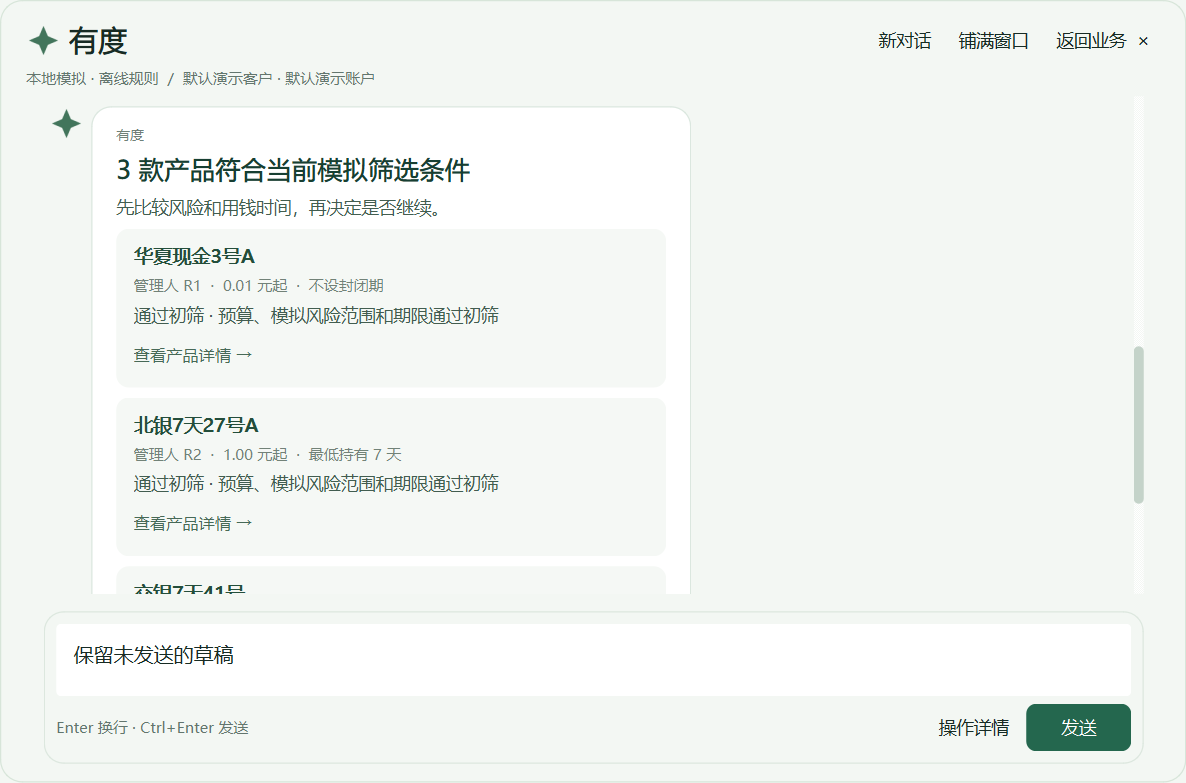 有度
新对话 铺满窗口 返回业务 ×
本地模拟 · 离线规则 / 默认演示客户 · 默认演示账户
有度
3 款产品符合当前模拟筛选条件
先比较风险和用钱时间，再决定是否继续。
华夏现金3号A
管理人 R1 · 0.01 元起 · 不设封闭期
通过初筛 · 预算、模拟风险范围和期限通过初筛
查看产品详情 →
北银7天27号A
管理人 R2 · 1.00 元起 · 最低持有 7 天
通过初筛 · 预算、模拟风险范围和期限通过初筛
查看产品详情 →
交银7天41号
保留未发送的草稿
Enter 换行 · Ctrl+Enter 发送
操作详情 发送